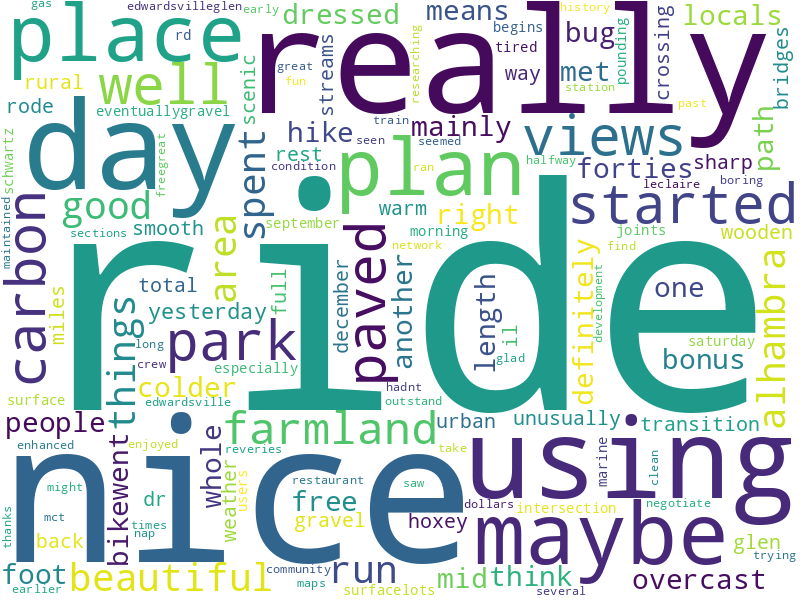 gas
edwardsvilleglen
early
dressed
means
begins
history
locals
place
rd
really
great
fun
tired
bug
rural
well
scenic
streams
researching
way
met
pounding
crossing
station
past
bridges
rode
eventuallygravel
hike
train
mainly
views
path
schwartz
day
freegreat
spent
rest
seen
seemed
condition
ran
plan
halfway
forties
sharp
leclaire
boring
maintained
carbon
good
september
warm
right
started
sections
smooth
area
morning
network
joints
wooden
find
total
full
december
paved
another
length
il
glad
definitely
development
one
alhambra
miles
things
yesterday
ride
long
park
crew
especially
saturday
bonus
surface
colder
hadnt
outstand
people
edwardsville
farmland
urban
unusually
transition
enhanced
enjoyed
whole
reveries
take
using
nice
bikewent
might
weather
users
restaurant
saw
marine
clean
mct
dr
free
dollars
intersection
negotiate
thanks
times
gravel
hoxey
maybe
back
nap
glen
trying
foot
community
run
mid
think
overcast
earlier
beautiful
maps
surfacelots
several